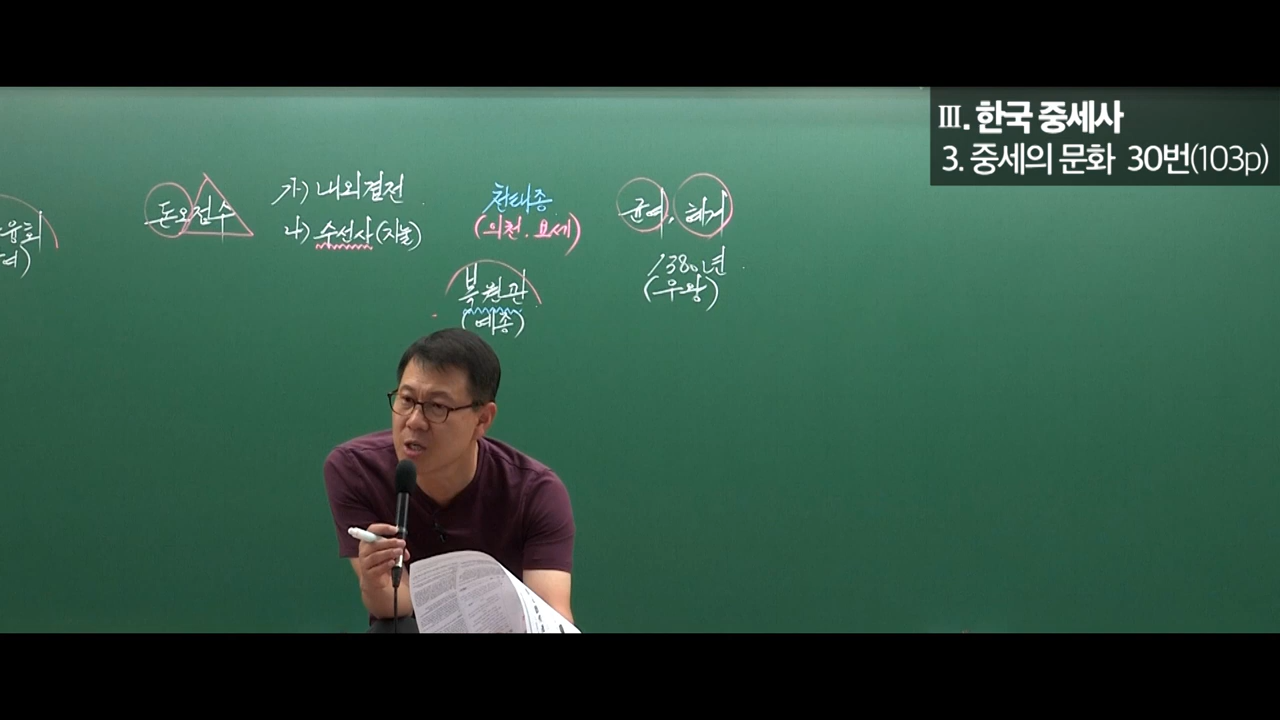 Ⅲ. 한국 중세사
3. 중세의 문화 30번(103p)
돈오점수
가) 내외겸전
나) 수선사(지눌)
천태종
(의천, 요세)
복원관
(예종)
균여, 혜거
1380년
(우왕)